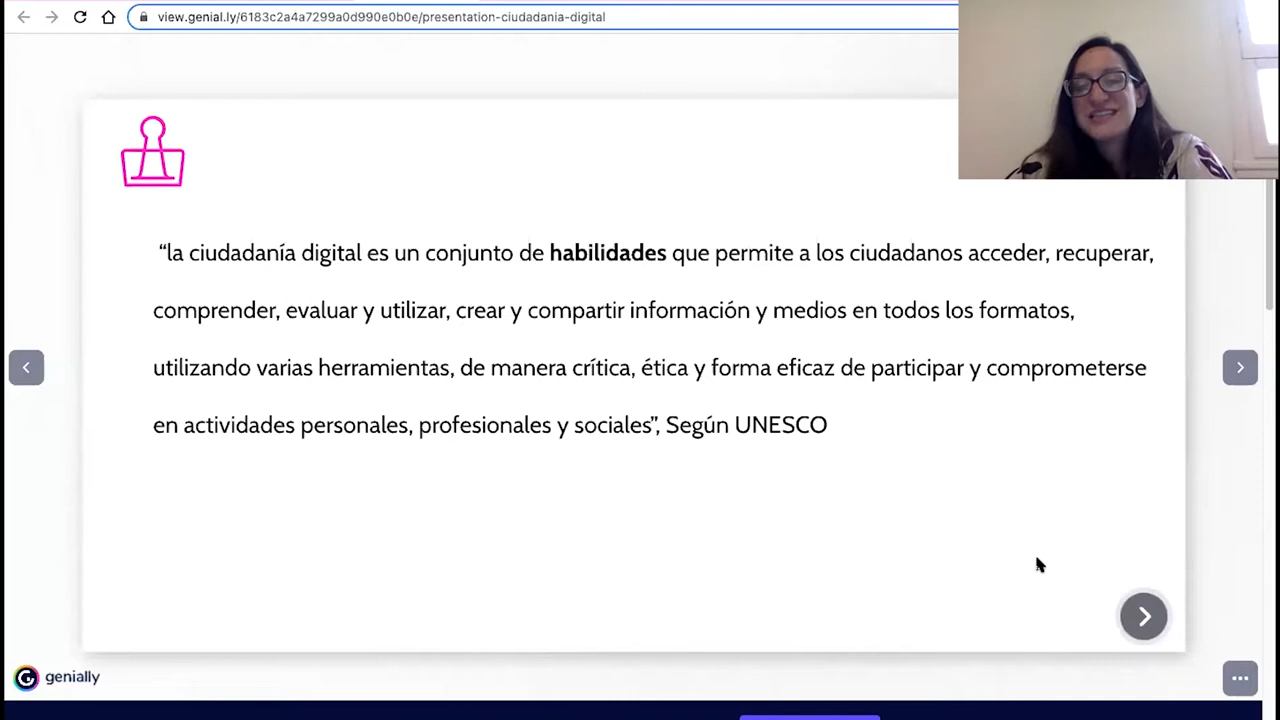 view.genial.ly/6183c2a4a7299a0d990e0b0e/presentation-ciudadania-digital
“la ciudadanía digital es un conjunto de habilidades que permite a los ciudadanos acceder, recuperar,
comprender, evaluar y utilizar, crear y compartir información y medios en todos los formatos,
utilizando varias herramientas, de manera crítica, ética y forma eficaz de participar y comprometerse
en actividades personales, profesionales y sociales”, Según UNESCO
genially